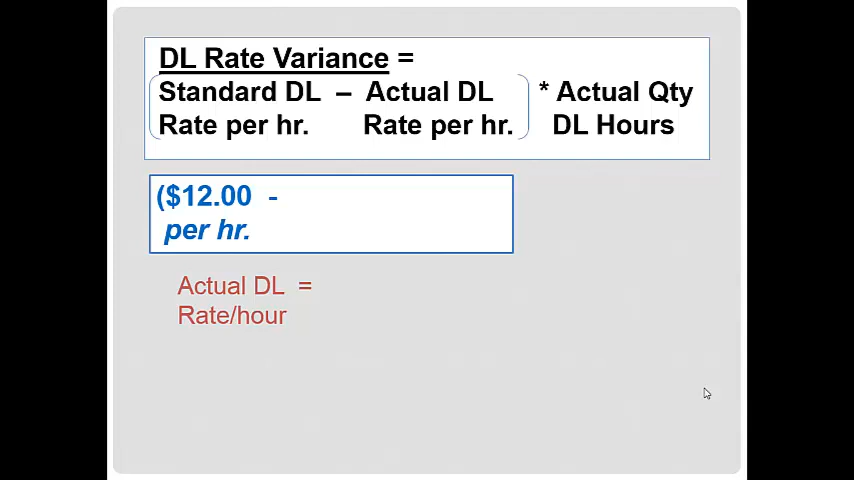 DL Rate Variance =
Standard DL – Actual DL * Actual Qty
Rate per hr. Rate per hr. DL Hours
($12.00 -
per hr.
Actual DL =
Rate/hour